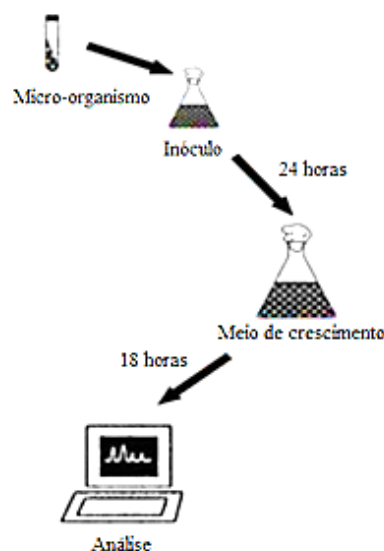 Micro-organismo
Inóculo
24 horas
Meio de crescimento
18 horas
Análise